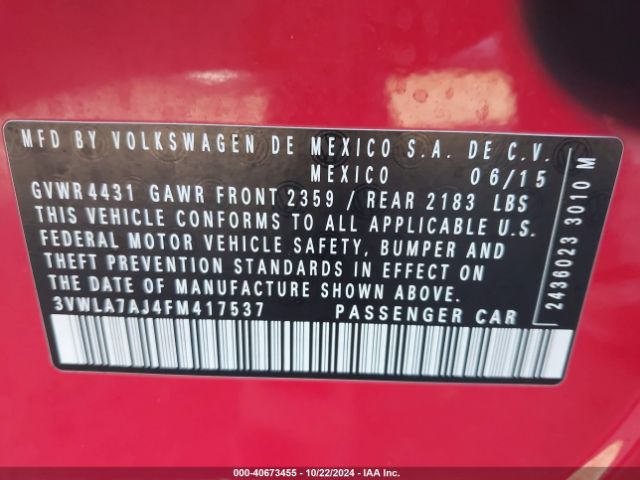 MFD BY VOLKSWAGEN DE MEXICO S.A. DE C.V.
MEXICO 06/15
GVWR 4431 GAWR FRONT 2359 / REAR 2183 LBS
THIS VEHICLE CONFORMS TO ALL APPLICABLE U.S.
FEDERAL MOTOR VEHICLE SAFETY, BUMPER AND
THEFT PREVENTION STANDARDS IN EFFECT ON
THE DATE OF MANUFACTURE SHOWN ABOVE.
3VWLA7AJ4FM417537 PASSENGER CAR
2436023 3010 M
© - 40673455 - 10/22/2024 - IAA Inc.